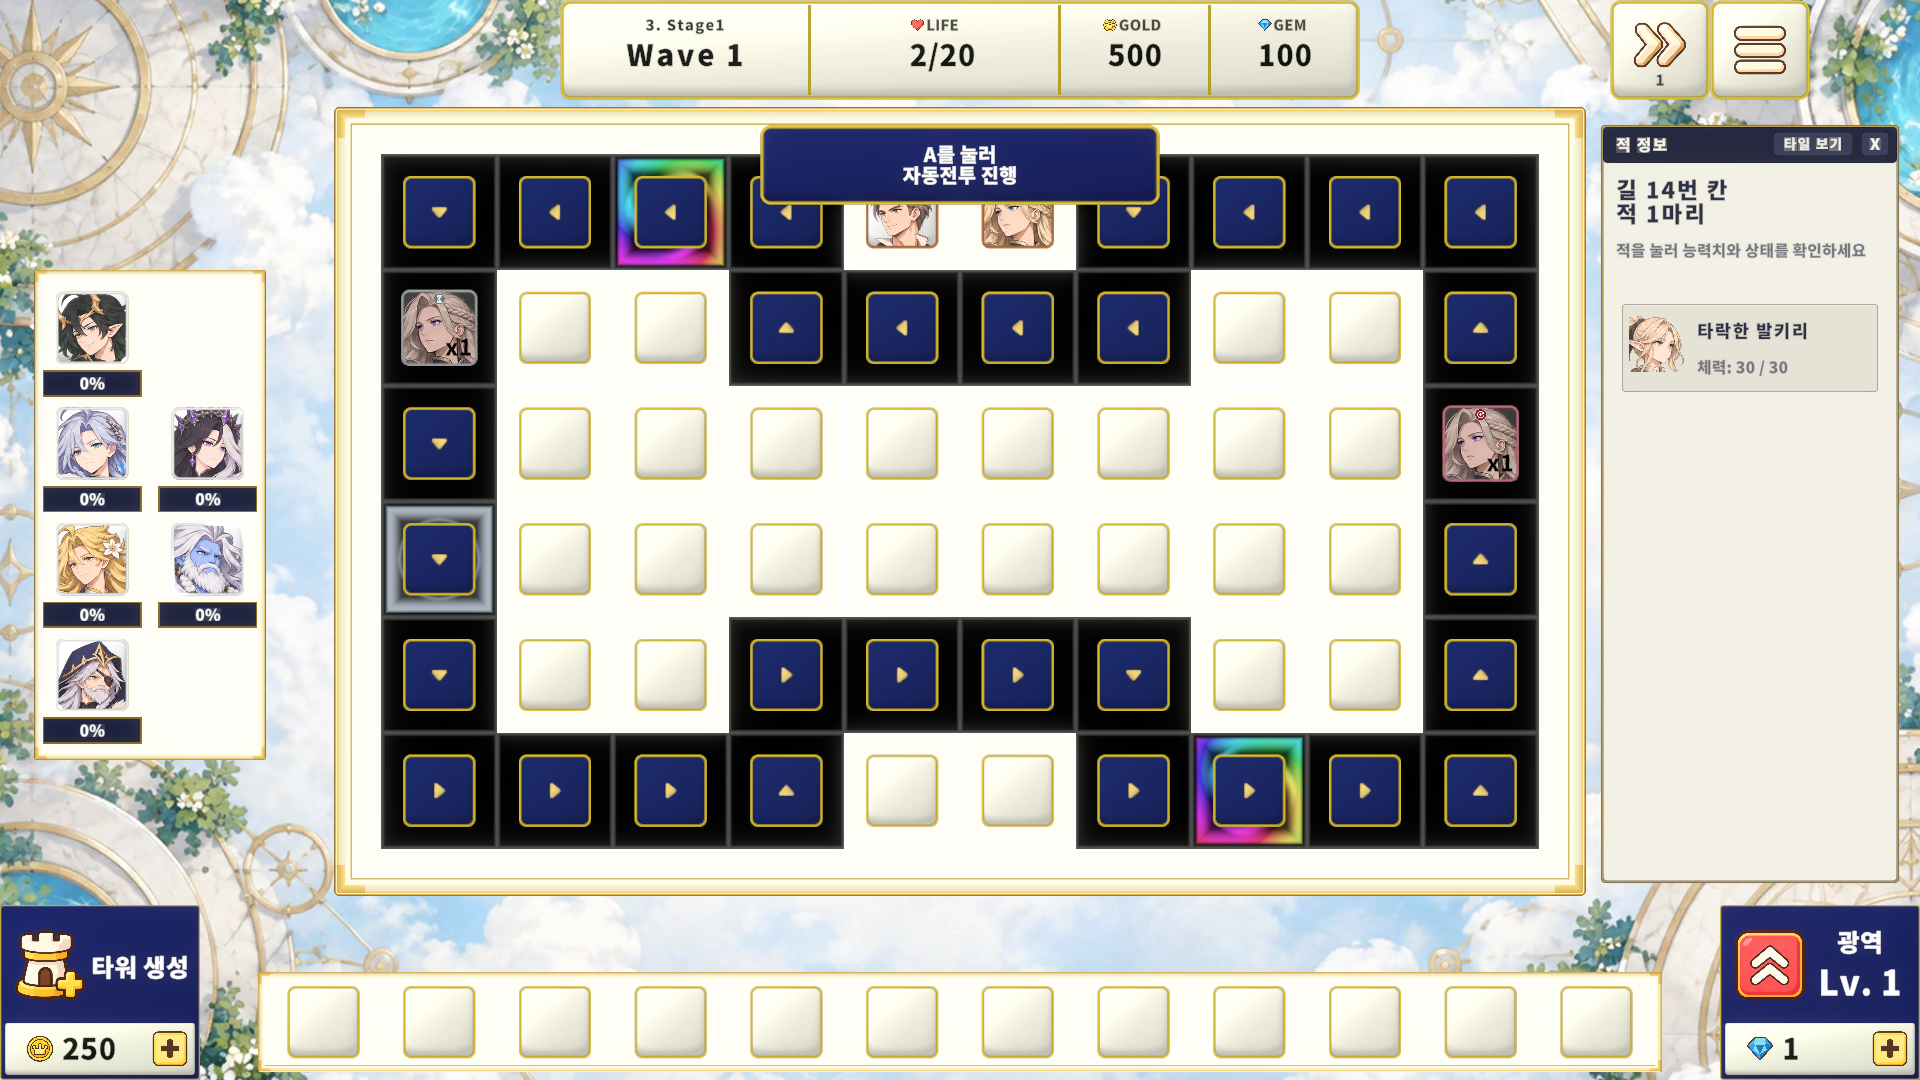 3. Stage1
Wave 1
LIFE
2/20
GOLD
500
GEM
100
1
A를 눌러
자동전투 진행
적 정보
타일 보기
X
길 14번 칸
적 1마리
적을 눌러 능력치와 상태를 확인하세요
타락한 발키리
체력: 30 / 30
x1
x1
0%
0%
0%
0%
0%
0%
타워 생성
250
광역
Lv. 1
1